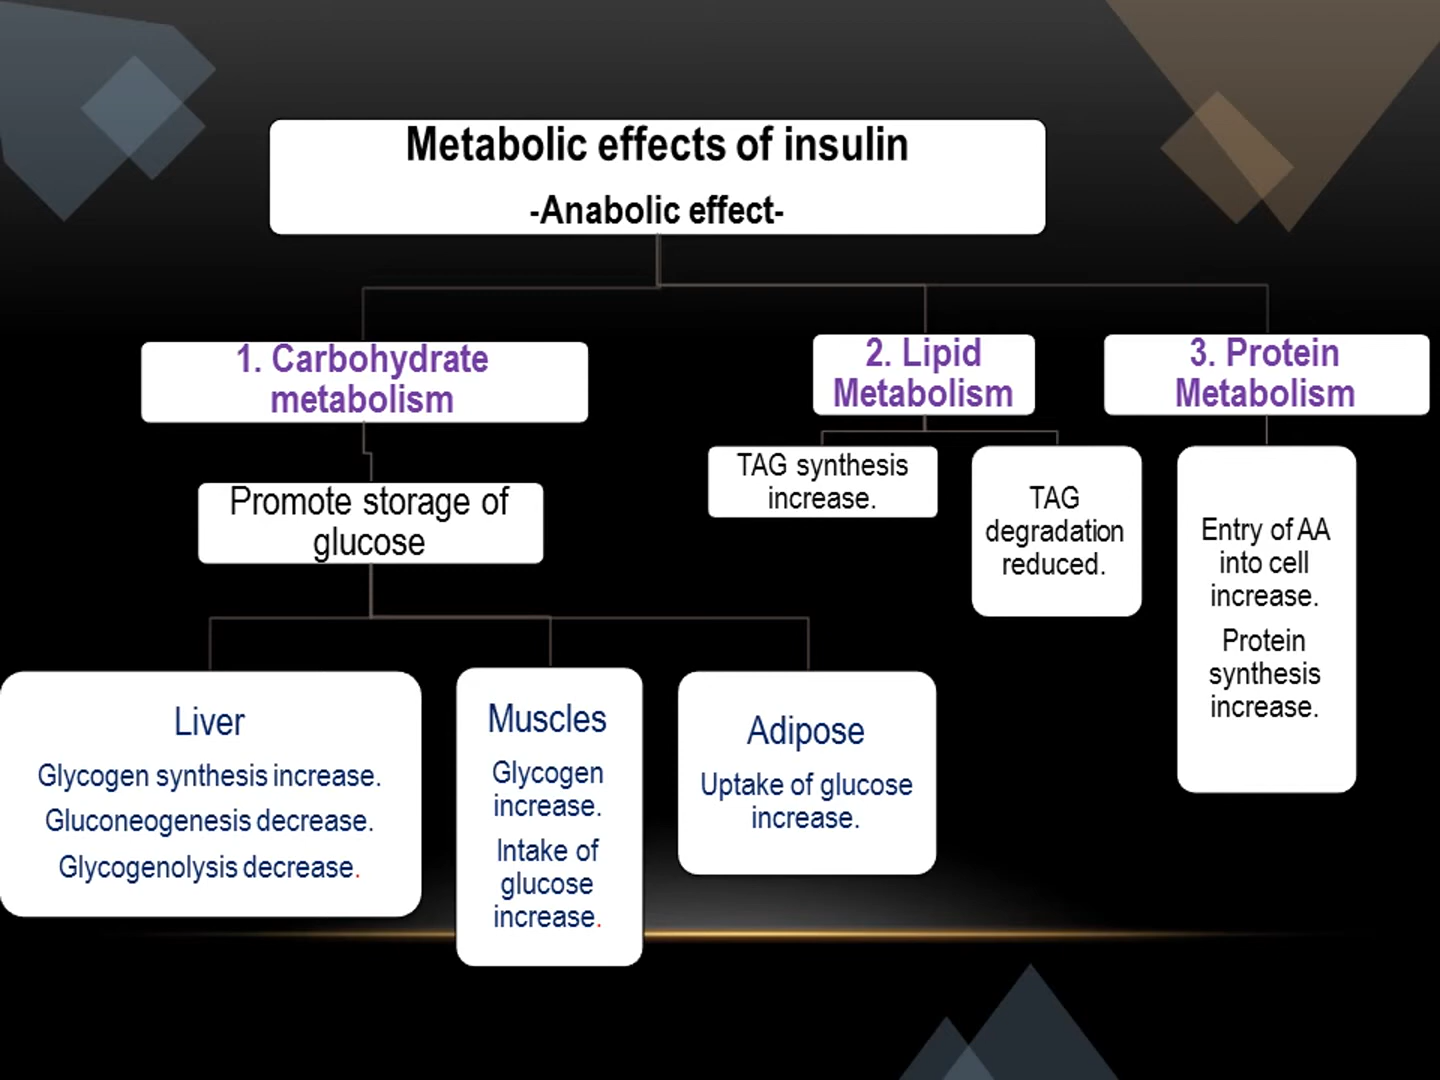 Metabolic effects of insulin
-Anabolic effect-
1. Carbohydrate
metabolism
2. Lipid
Metabolism
3. Protein
Metabolism
Promote storage of
glucose
TAG synthesis
increase.
TAG
degradation
reduced.
Entry of AA
into cell
increase.
Protein
synthesis
increase.
Liver
Glycogen synthesis increase.
Gluconeogenesis decrease.
Glycogenolysis decrease.
Muscles
Glycogen
increase.
Intake of
glucose
increase.
Adipose
Uptake of glucose
increase.